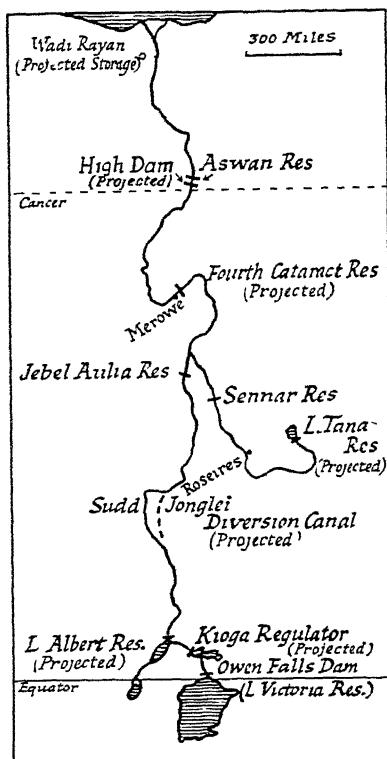 Wadi Rayan
(Projected Storage)
300 Miles
High Dam
(Projected)
Aswan Res
Cancer
Fourth Cataract Res
(Projected)
Merowe
Jebel Aulia Res
Sennar Res
L. Tana
Res
(Projected)
Roseires
Sudd
Jonglei
Diversion Canal
(Projected)
L Albert Res.
(Projected)
Kioga Regulator
(Projected)
Owen Falls Dam
Equator
(L Victoria Res.)